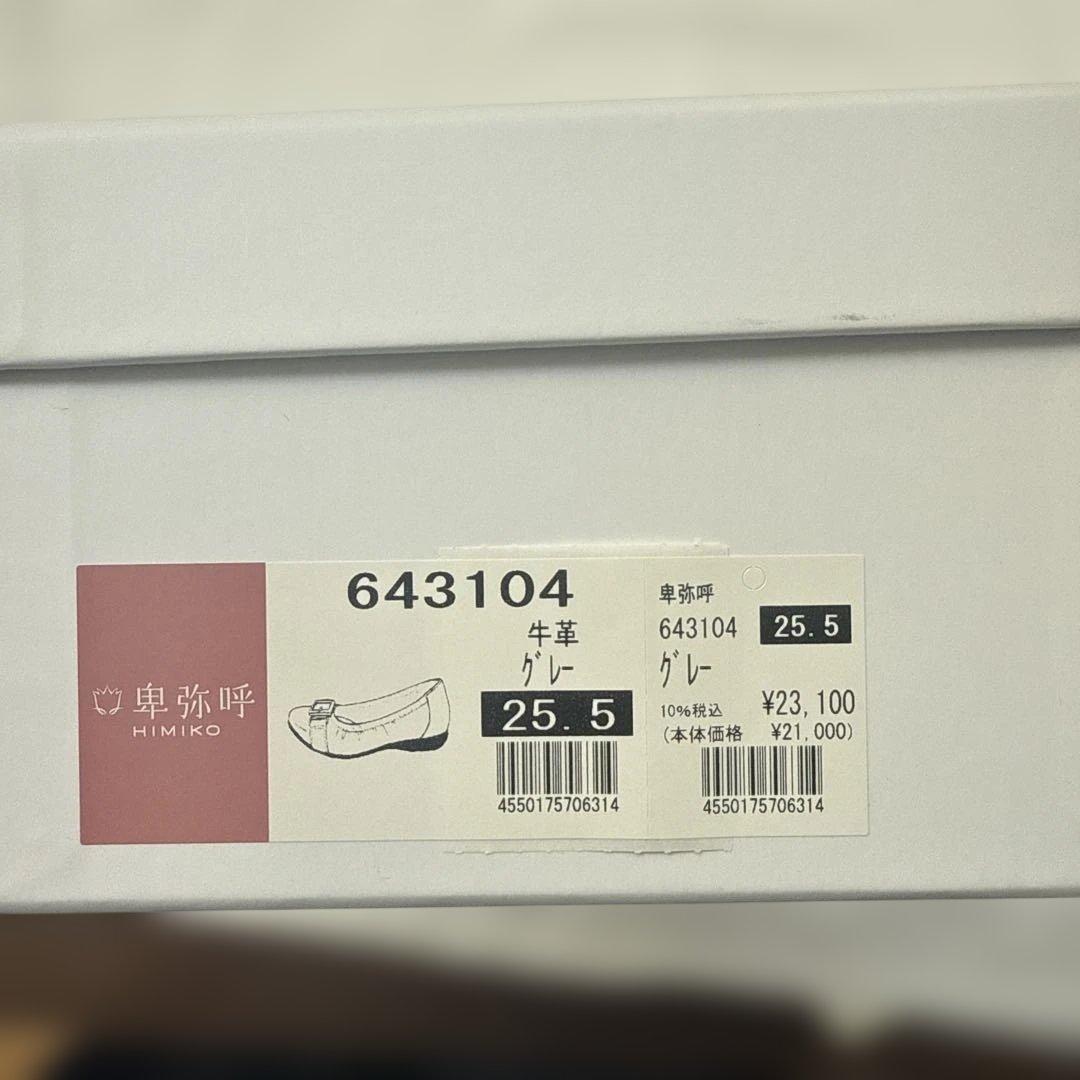 卑弥呼
HIMIKO
643104
牛革
ｸﾞﾚｰ
25.5
4550175706314
卑弥呼
643104 25.5
ｸﾞﾚｰ
10%税込 ¥23,100
(本体価格 ¥21,000)
4550175706314